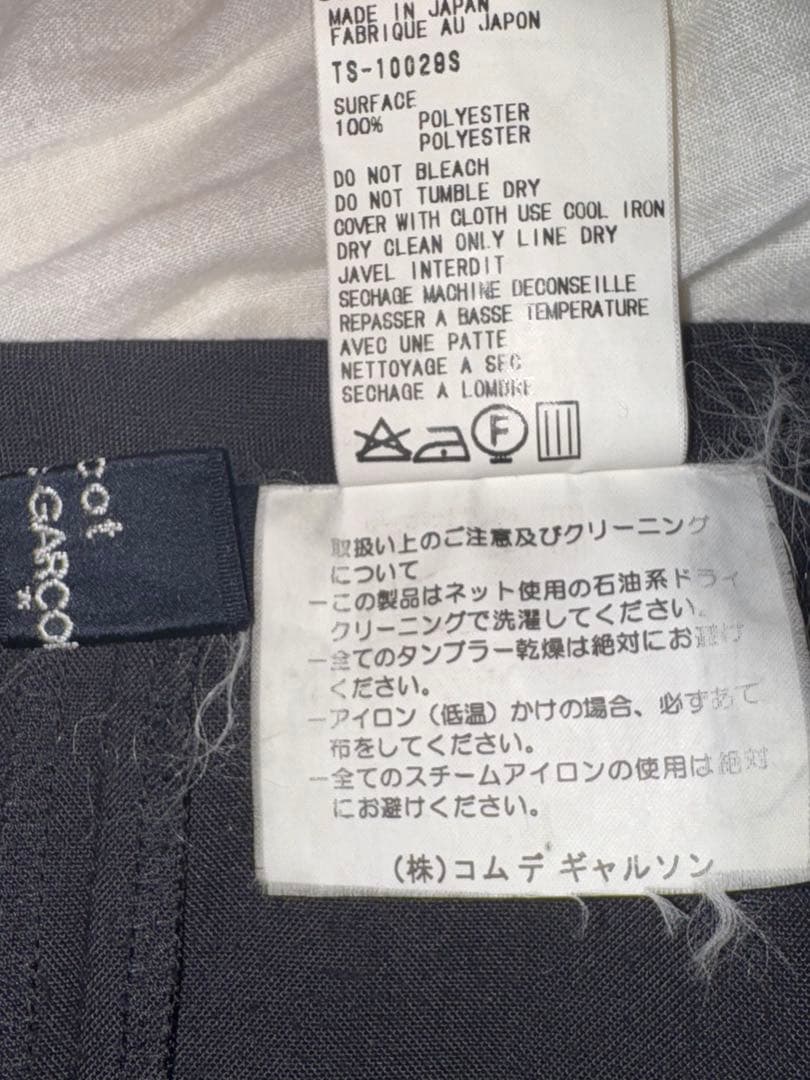 MADE IN JAPAN
FABRIQUE AU JAPON
TS-10029S
SURFACE
100% POLYESTER
POLYESTER
DO NOT BLEACH
DO NOT TUMBLE DRY
COVER WITH CLOTH USE COOL IRON
DRY CLEAN ONLY LINE DRY
JAVEL INTERDIT
SECHAGE MACHINE DECONSEILLE
REPASSER A BASSE TEMPERATURE
AVEC UNE PATTE
NETTOYAGE A SEC
SECHAGE A LOMDRE
F
pot
GARÇO
取扱い上のご注意及びクリーニング
について
ーこの製品はネット使用の石油系ドライ
クリーニングで洗濯してください。
ー全てのタンブラー乾燥は絶対にお避け
ください。
ーアイロン（低温）かけの場合、必ずあて
布をしてください。
ー全てのスチームアイロンの使用は絶対
にお避けください。
(株)コム デ ギャルソン